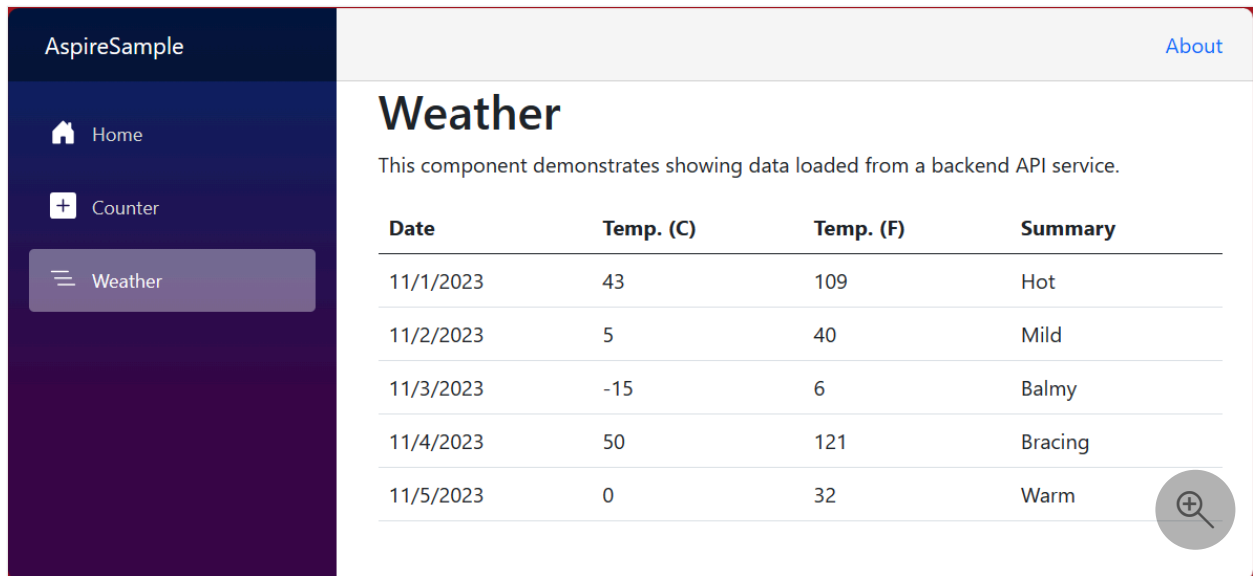 AspireSample
About
Home
Counter
Weather
Weather
This component demonstrates showing data loaded from a backend API service.
Date Temp. (C) Temp. (F) Summary
11/1/2023 43 109 Hot
11/2/2023 5 40 Mild
11/3/2023 -15 6 Balmy
11/4/2023 50 121 Bracing
11/5/2023 0 32 Warm